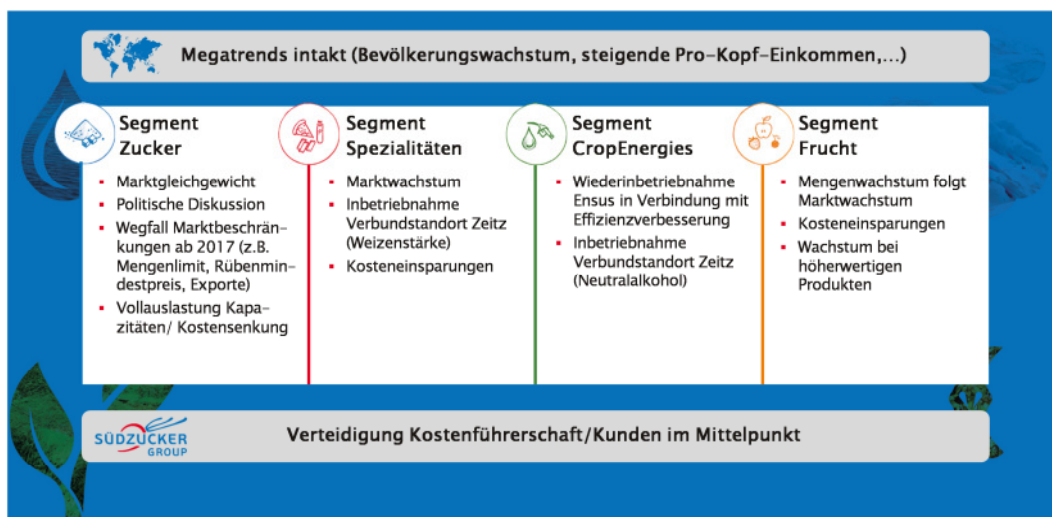 Megatrends intakt (Bevölkerungswachstum, steigende Pro-Kopf-Einkommen,...)
Segment
Zucker
▪ Marktgleichgewicht
▪ Politische Diskussion
▪ Wegfall Marktbeschrän-
kungen ab 2017 (z.B.
Mengenlimit, Rübenmin-
destpreis, Exporte)
▪ Vollauslastung Kapa-
zitäten/ Kostensenkung
Segment
Spezialitäten
▪ Marktwachstum
▪ Inbetriebnahme
Verbundstandort Zeitz
(Weizenstärke)
▪ Kosteneinsparungen
Segment
CropEnergies
▪ Wiederinbetriebnahme
Ensus in Verbindung mit
Effizienzverbesserung
▪ Inbetriebnahme
Verbundstandort Zeitz
(Neutralalkohol)
Segment
Frucht
▪ Mengenwachstum folgt
Marktwachstum
▪ Kosteneinsparungen
▪ Wachstum bei
höherwertigen
Produkten
SÜDZUCKER
GROUP
Verteidigung Kostenführerschaft/Kunden im Mittelpunkt